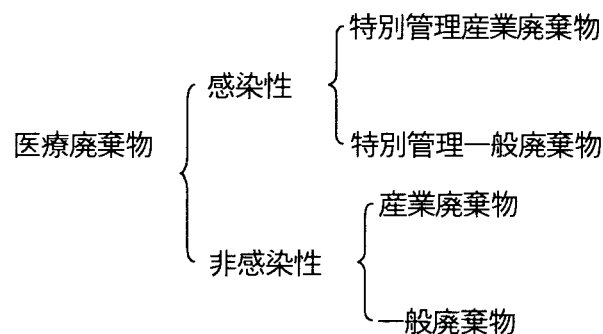 特別管理産業廃棄物
感染性
医療廃棄物
特別管理一般廃棄物
産業廃棄物
非感染性
一般廃棄物